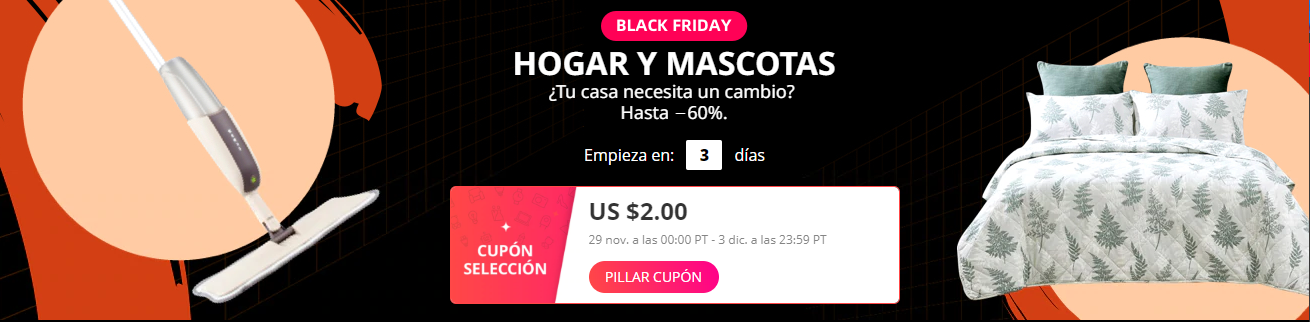 BLACK FRIDAY
HOGAR Y MASCOTAS
¿Tu casa necesita un cambio?
Hasta −60%.
Empieza en: 3 días
US $2.00
29 nov. a las 00:00 PT - 3 dic. a las 23:59 PT
CUPÓN
SELECCIÓN
PILLAR CUPÓN